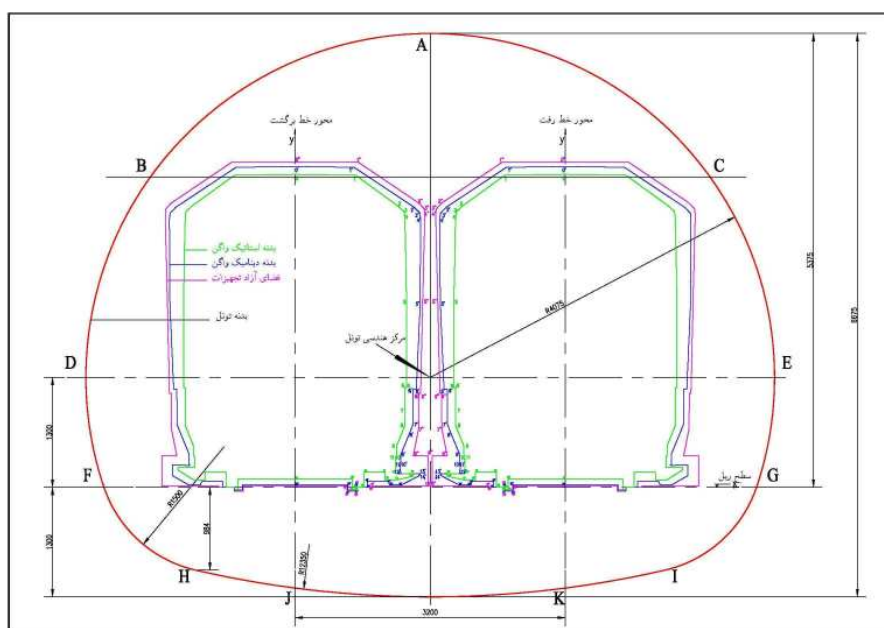 A
محور خط برگشت
محور خط رفت
y
y
B
C
بدنه استاتیک واگن
بدنه دینامیک واگن
فضای آزاد تجهیزات
بدنه تونل
مرکز هندسی تونل
R4075
5375
6675
D
E
1300
F
G
سطح ریل
R1500
984
1300
H
I
R12350
J
K
3200